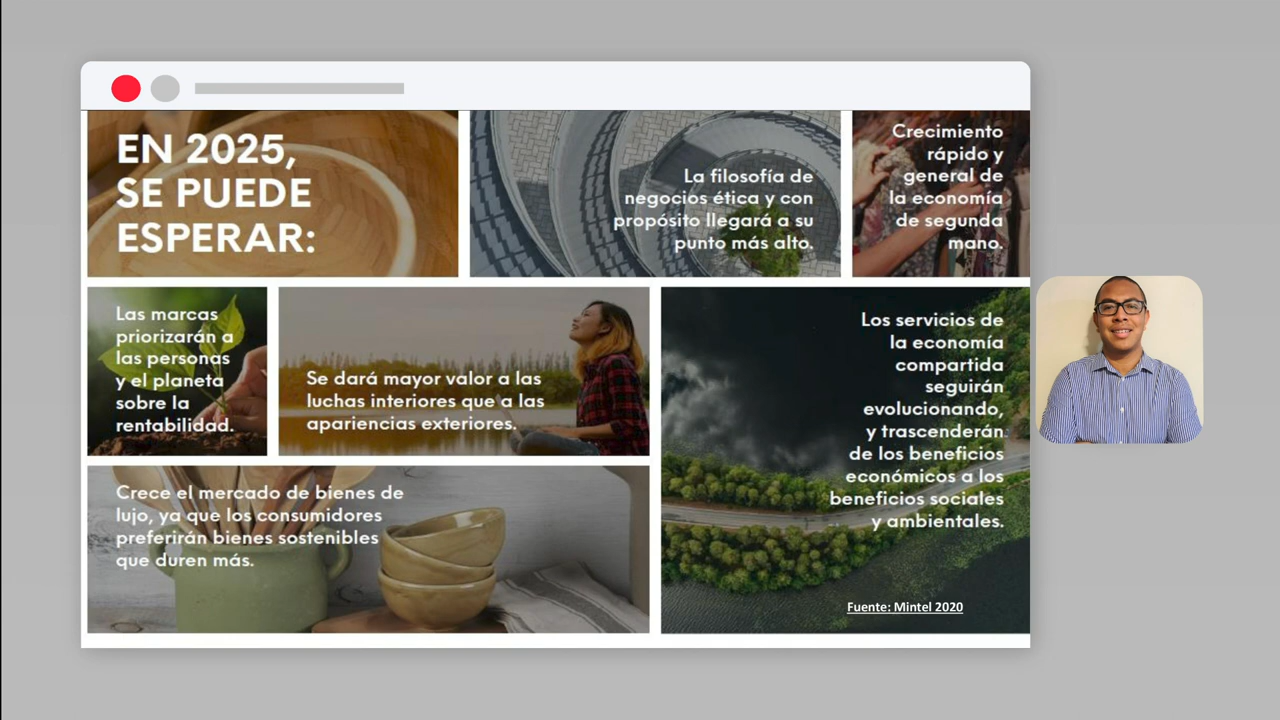 EN 2025,
SE PUEDE
ESPERAR:
La filosofía de
negocios ética y con
propósito llegará a su
punto más alto.
Crecimiento
rápido y
general de
la economía
de segunda
mano.
Las marcas
priorizarán a
las personas
y el planeta
sobre la
rentabilidad.
Se dará mayor valor a las
luchas interiores que a las
apariencias exteriores.
Los servicios de
la economía
compartida
seguirán
evolucionando,
y trascenderán
de los beneficios
económicos a los
beneficios sociales
y ambientales.
Crece el mercado de bienes de
lujo, ya que los consumidores
preferirán bienes sostenibles
que duren más.
Fuente: Mintel 2020